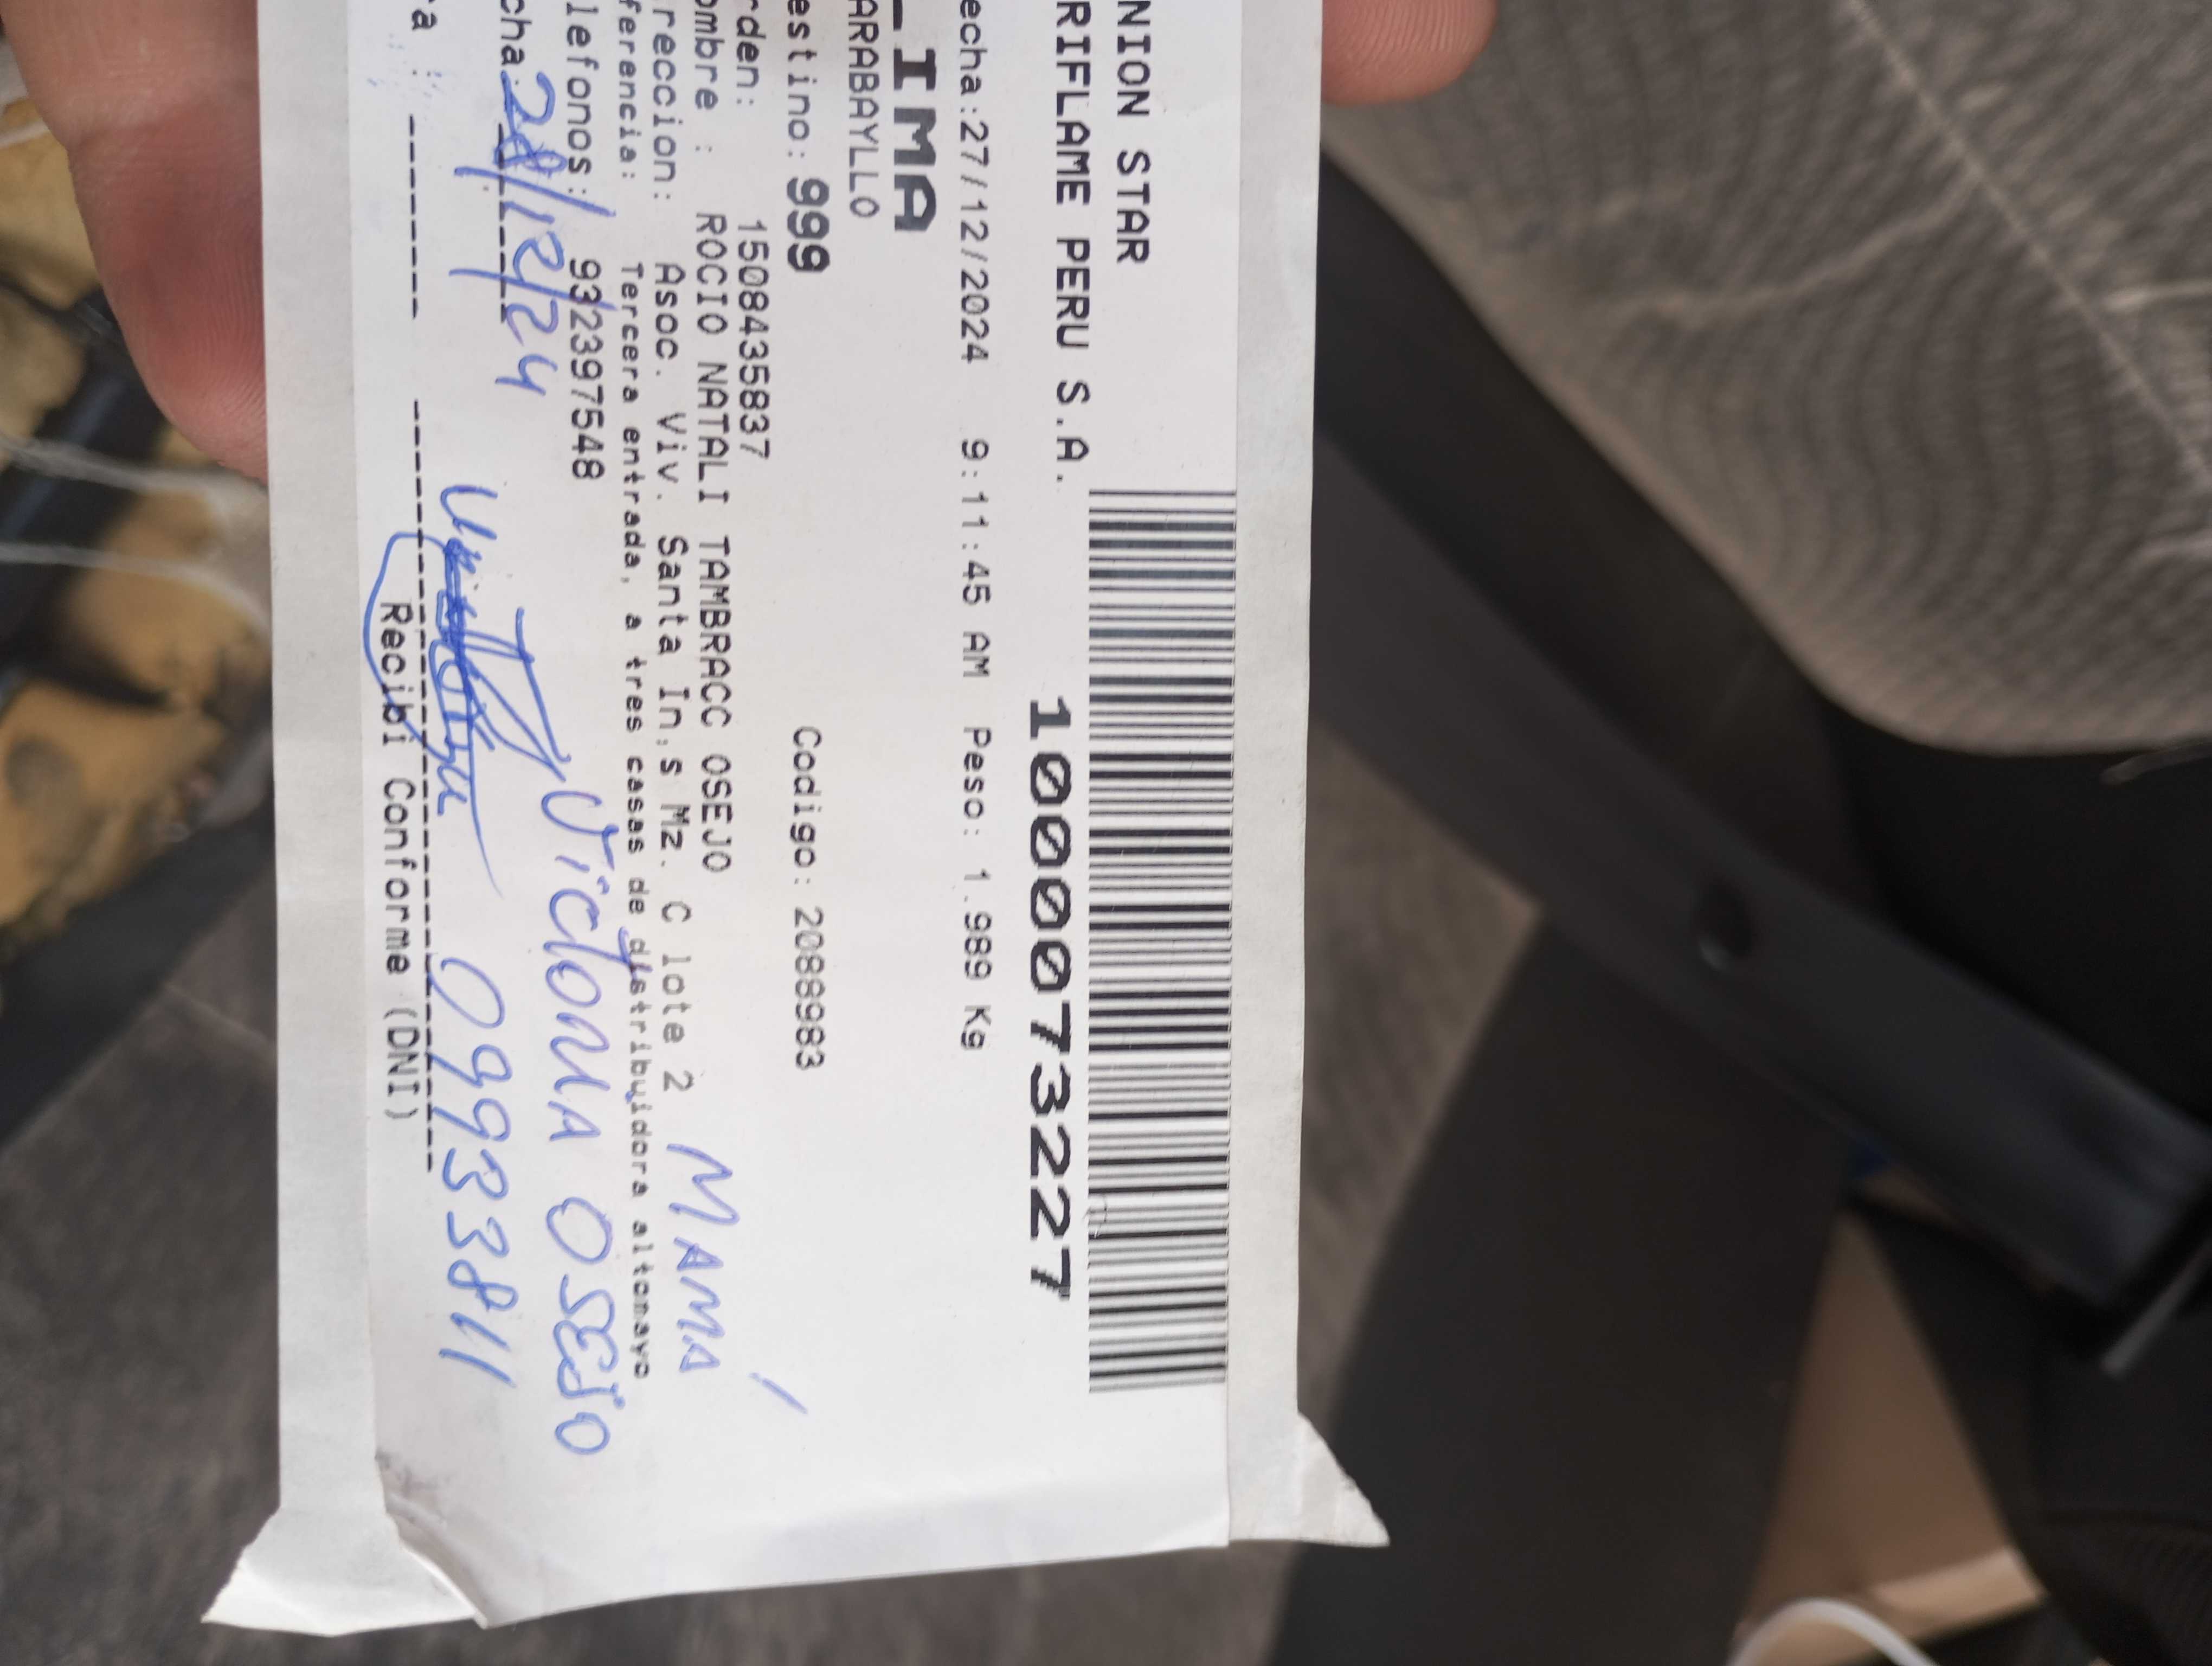 NION STAR
RIFLAME PERU S.A.
1000073227
echa:27/12/2024 9:11:45 AM Peso: 1.989 Kg
LIMA
ARABAYLLO
estino: 999 Codigo: 2088983
rden: 1508435837
ombre : ROCIO NATALI TAMBRACC OSEJO
reccion: Asoc. Viv. Santa In,s Mz. C lote 2 MAMÁ
ferencia: Tercera entrada, a tres casas de distribuidora altomayo
lefonos: 932397548
Victoria OSEJO
cha: 28/12/24
09933811
ra :
Recibi Conforme (DNI)